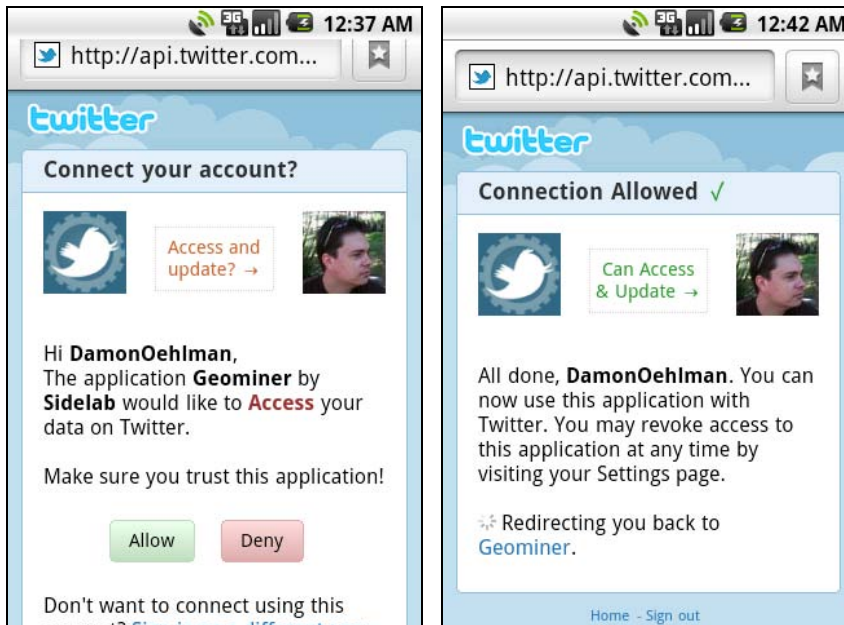 3G 12:37 AM
http://api.twitter.com...
twitter
Connect your account?
Access and
update? →
Hi DamonOehlman,
The application Geominer by
Sidelab would like to Access your
data on Twitter.
Make sure you trust this application!
Allow Deny
Don't want to connect using this
3G 12:42 AM
http://api.twitter.com...
twitter
Connection Allowed ✓
Can Access
& Update →
All done, DamonOehlman. You can
now use this application with
Twitter. You may revoke access to
this application at any time by
visiting your Settings page.
Redirecting you back to
Geominer.
Home - Sign out